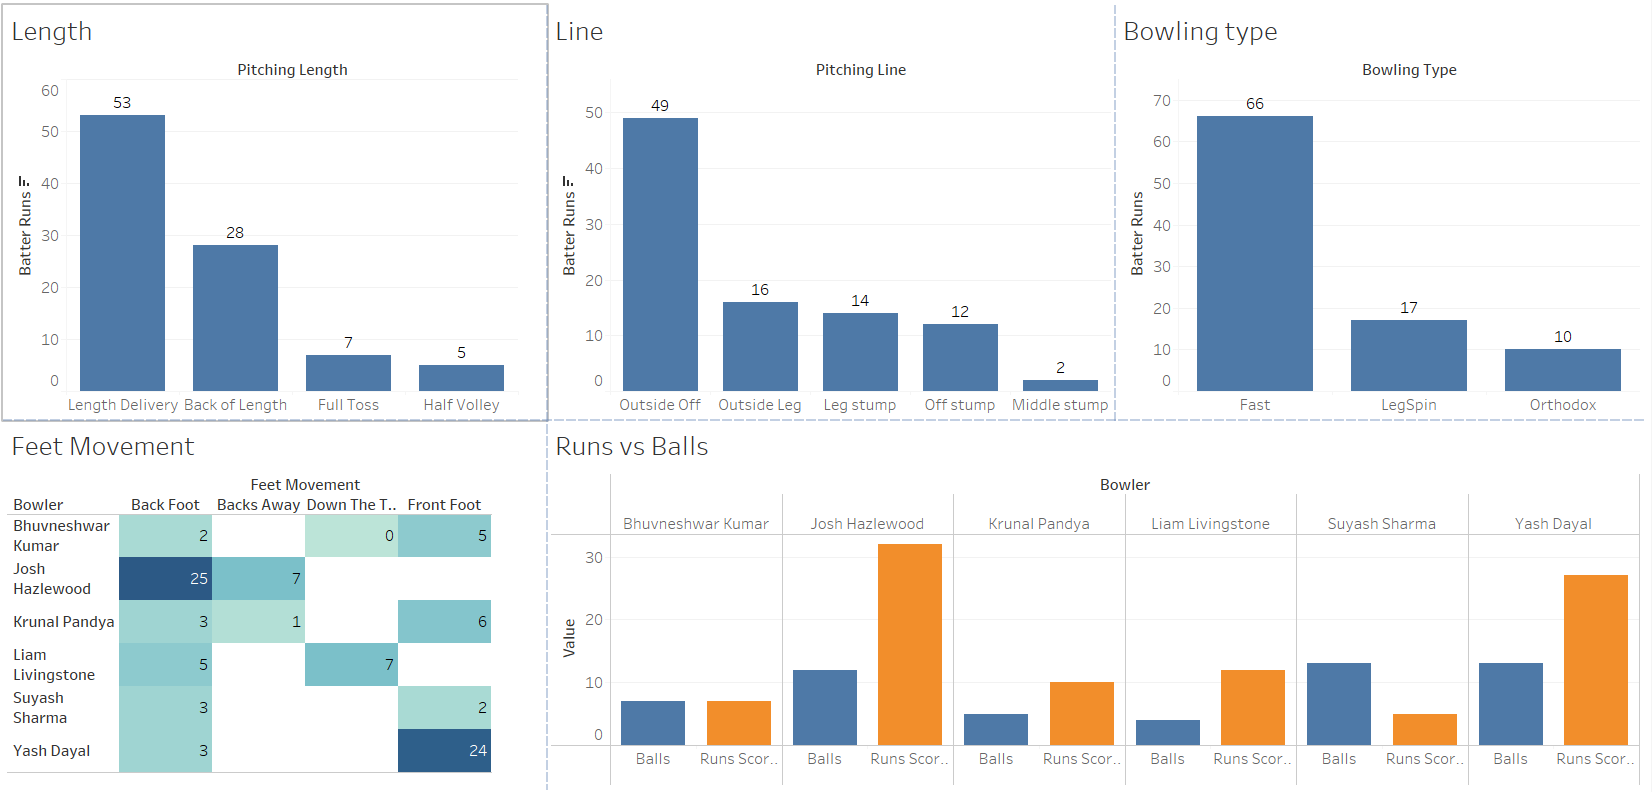 Length
Pitching Length
Batter Runs
60
50
40
30
20
10
0
53
28
7
5
Length Delivery
Back of Length
Full Toss
Half Volley
Line
Pitching Line
Batter Runs
50
40
30
20
10
0
49
16
14
12
2
Outside Off
Outside Leg
Leg stump
Off stump
Middle stump
Bowling type
Bowling Type
Batter Runs
70
60
50
40
30
20
10
0
66
17
10
Fast
LegSpin
Orthodox
Feet Movement
Feet Movement
Bowler Back Foot Backs Away Down The T.. Front Foot
Bhuvneshwar
Kumar
2 0 5
Josh
Hazlewood
25 7
Krunal Pandya 3 1 6
Liam
Livingstone
5 7
Suyash
Sharma
3 2
Yash Dayal 3 24
Runs vs Balls
Bowler
Bhuvneshwar Kumar
Josh Hazlewood
Krunal Pandya
Liam Livingstone
Suyash Sharma
Yash Dayal
Value
30
20
10
0
Balls Runs Scor..
Balls Runs Scor..
Balls Runs Scor..
Balls Runs Scor..
Balls Runs Scor..
Balls Runs Scor..